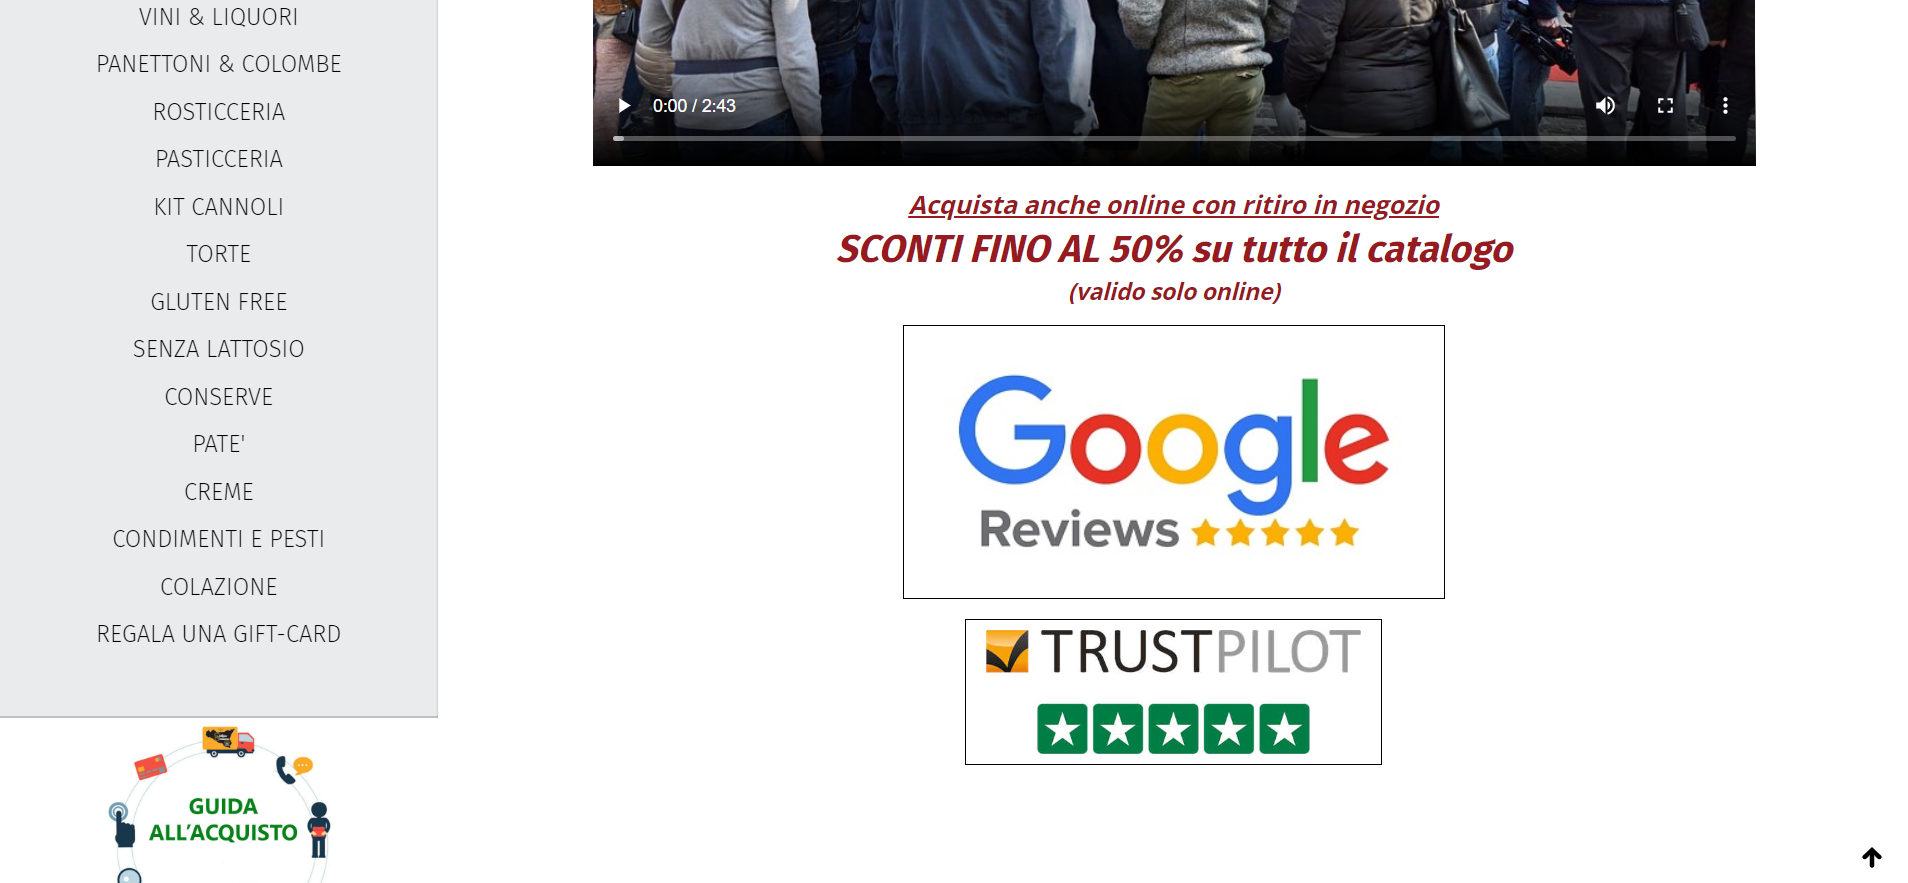 VINI & LIQUORI
PANETTONI & COLOMBE
ROSTICCERIA
PASTICCERIA
KIT CANNOLI
TORTE
GLUTEN FREE
SENZA LATTOSIO
CONSERVE
PATE'
CREME
CONDIMENTI E PESTI
COLAZIONE
REGALA UNA GIFT-CARD
GUIDA
ALL'ACQUISTO
0:00 / 2:43
Acquista anche online con ritiro in negozio
SCONTI FINO AL 50% su tutto il catalogo
(valido solo online)
Google
Reviews
TRUSTPILOT